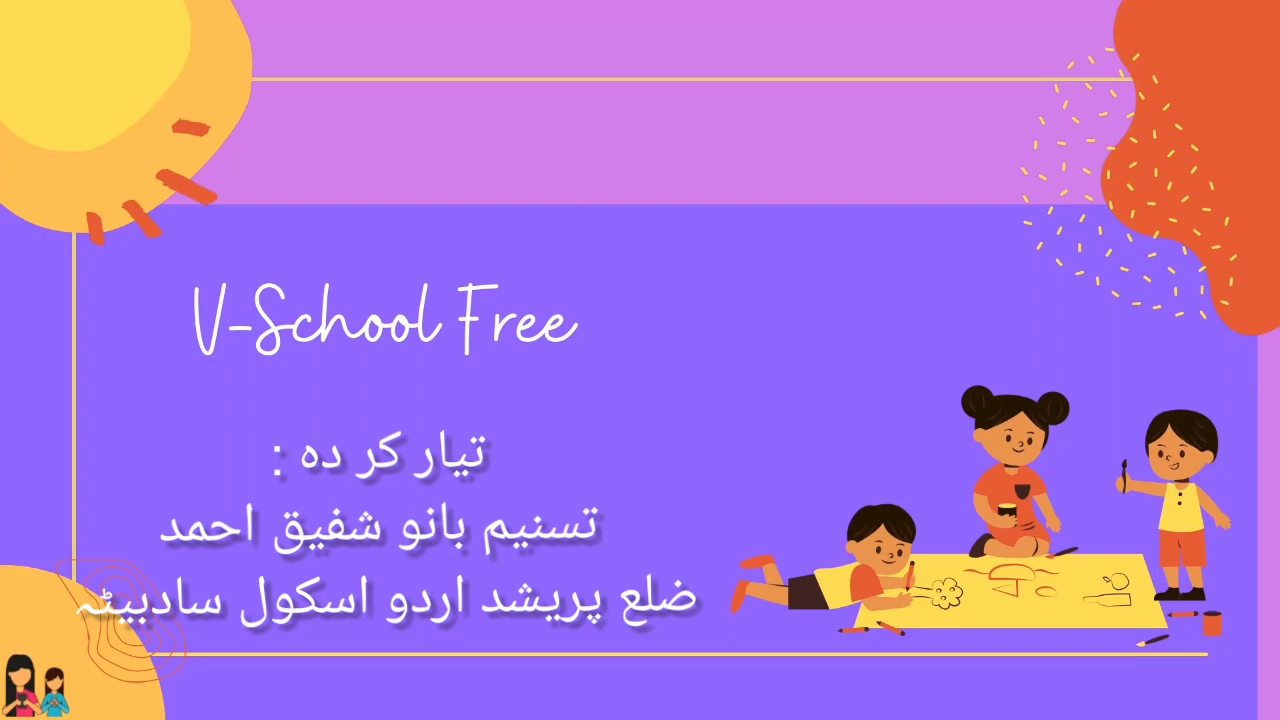 V-School Free
تیار کر دہ :
تسنیم بانو شفیق احمد
ضلع پریشد اردو اسکول سادبیٹہ